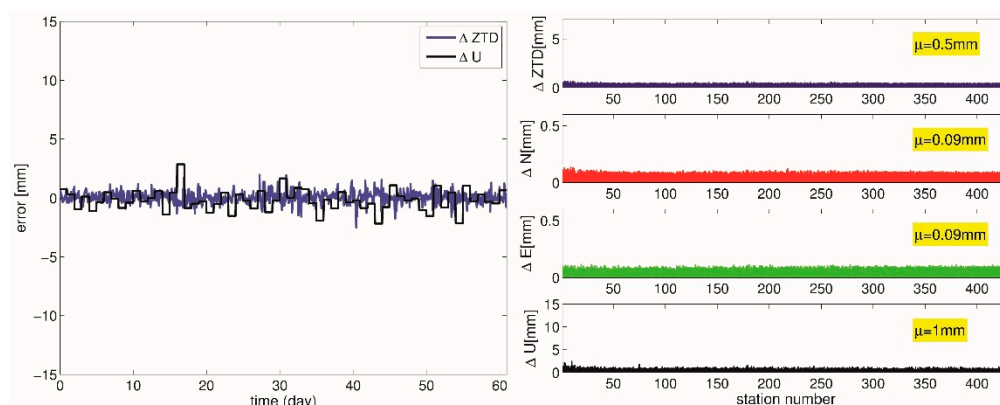 15
10
5
0
−5
−10
−15
error [mm]
0 10 20 30 40 50 60
time (day)
Δ ZTD
Δ U
Δ ZTD[mm]
5
0
μ=0.5mm
50 100 150 200 250 300 350 400
Δ N[mm]
0.5
0
μ=0.09mm
50 100 150 200 250 300 350 400
Δ E[mm]
0.5
0
μ=0.09mm
50 100 150 200 250 300 350 400
Δ U[mm]
15
10
5
0
μ=1mm
50 100 150 200 250 300 350 400
station number